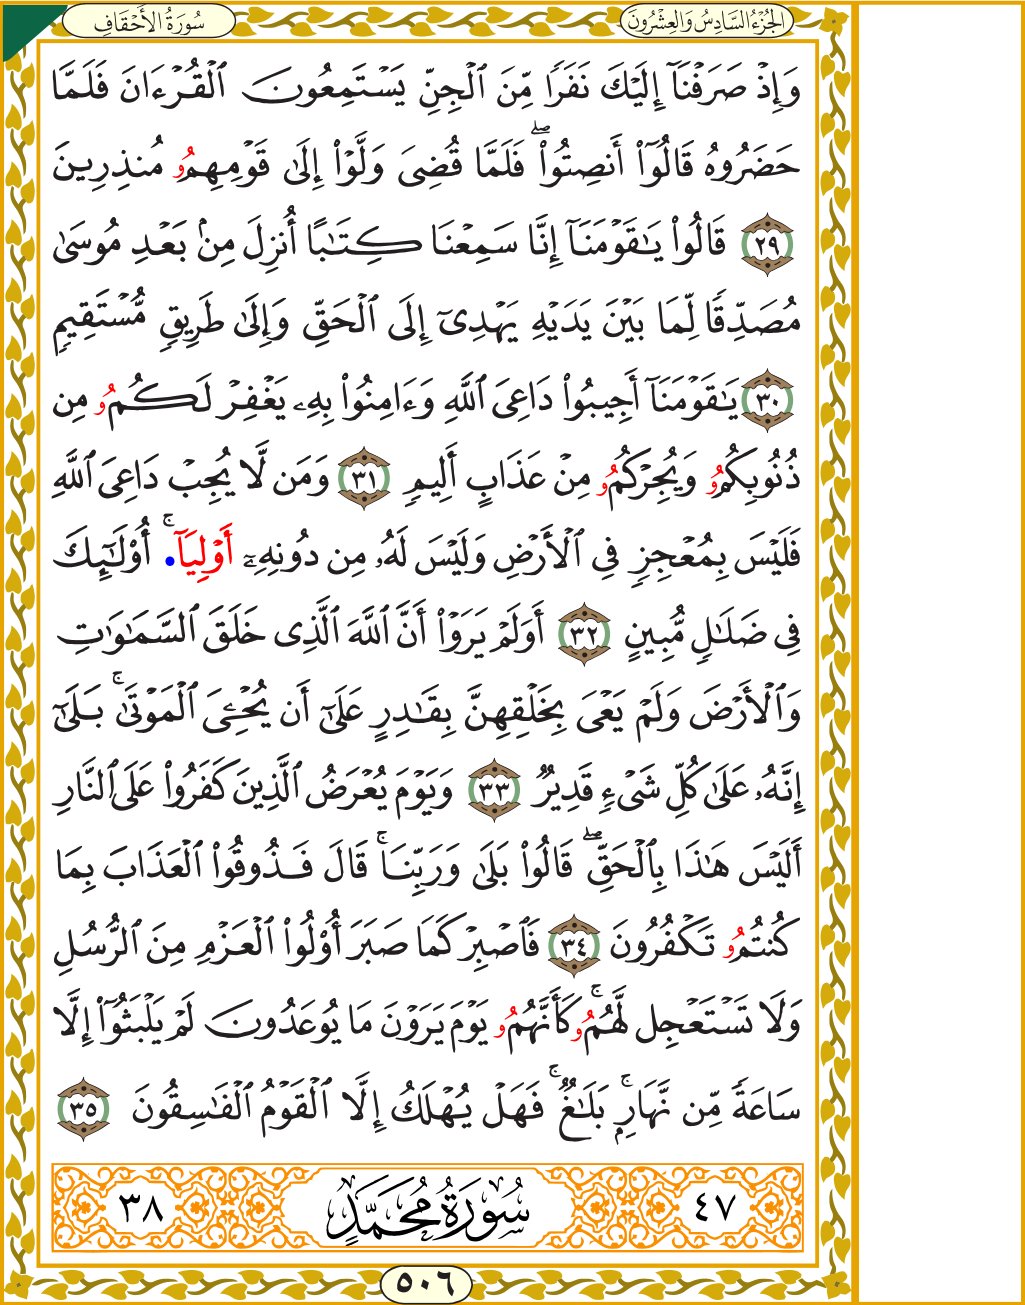 الجُزْءُ السَّادِسُ وَالعِشْرُونَ
سُورَةُ الأَحْقَافِ
وَإِذْ صَرَفْنَآ إِلَيْكَ نَفَرًا مِّنَ ٱلْجِنِّ يَسْتَمِعُونَ ٱلْقُرْءَانَ فَلَمَّا
حَضَرُوهُ قَالُوٓا۟ أَنصِتُوا۟ۖ فَلَمَّا قُضِىَ وَلَّوْا۟ إِلَىٰ قَوْمِهِمُۥ مُنذِرِينَ
﴿٢٩﴾ قَالُوا۟ يَـٰقَوْمَنَآ إِنَّا سَمِعْنَا كِتَـٰبًا أُنزِلَ مِنۢ بَعْدِ مُوسَىٰ
مُصَدِّقًا لِّمَا بَيْنَ يَدَيْهِ يَهْدِىٓ إِلَى ٱلْحَقِّ وَإِلَىٰ طَرِيقٍ مُّسْتَقِيمٍ
﴿٣٠﴾ يَـٰقَوْمَنَآ أَجِيبُوا۟ دَاعِىَ ٱللَّهِ وَءَامِنُوا۟ بِهِۦ يَغْفِرْ لَكُمُۥ مِن
ذُنُوبِكُمُۥ وَيُجِرْكُمُۥ مِنْ عَذَابٍ أَلِيمٍ ﴿٣١﴾ وَمَن لَّا يُجِبْ دَاعِىَ ٱللَّهِ
فَلَيْسَ بِمُعْجِزٍ فِى ٱلْأَرْضِ وَلَيْسَ لَهُۥ مِن دُونِهِۦٓ أَوْلِيَآ•ۚ أُو۟لَـٰٓئِكَ
فِى ضَلَـٰلٍ مُّبِينٍ ﴿٣٢﴾ أَوَلَمْ يَرَوْا۟ أَنَّ ٱللَّهَ ٱلَّذِى خَلَقَ ٱلسَّمَـٰوَٰتِ
وَٱلْأَرْضَ وَلَمْ يَعْىَ بِخَلْقِهِنَّ بِقَـٰدِرٍ عَلَىٰٓ أَن يُحْـِۧىَ ٱلْمَوْتَىٰۚ بَلَىٰٓ
إِنَّهُۥ عَلَىٰ كُلِّ شَىْءٍ قَدِيرٌ ﴿٣٣﴾ وَيَوْمَ يُعْرَضُ ٱلَّذِينَ كَفَرُوا۟ عَلَى ٱلنَّارِ
أَلَيْسَ هَـٰذَا بِٱلْحَقِّۖ قَالُوا۟ بَلَىٰ وَرَبِّنَاۚ قَالَ فَذُوقُوا۟ ٱلْعَذَابَ بِمَا
كُنتُمُۥ تَكْفُرُونَ ﴿٣٤﴾ فَٱصْبِرْ كَمَا صَبَرَ أُو۟لُوا۟ ٱلْعَزْمِ مِنَ ٱلرُّسُلِ
وَلَا تَسْتَعْجِل لَّهُمُۥۚ كَأَنَّهُمُۥ يَوْمَ يَرَوْنَ مَا يُوعَدُونَ لَمْ يَلْبَثُوٓا۟ إِلَّا
سَاعَةً مِّن نَّهَارٍۭۚ بَلَـٰغٌۚ فَهَلْ يُهْلَكُ إِلَّا ٱلْقَوْمُ ٱلْفَـٰسِقُونَ ﴿٣٥﴾
٤٧ سُورَةُ مُحَمَّدٍ ٣٨
٥٠٦